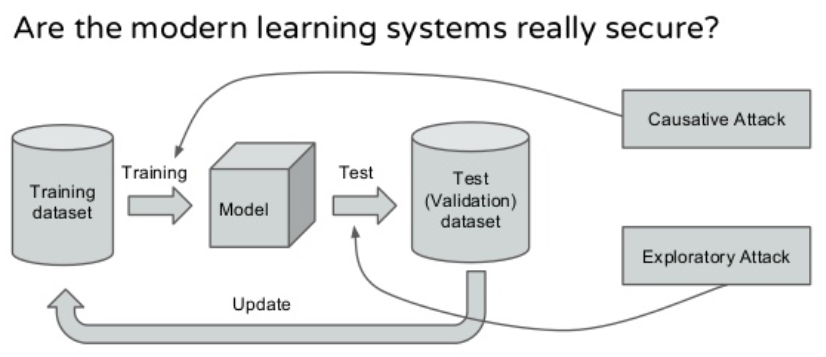 Are the modern learning systems really secure?
Causative Attack
Training
dataset
Training
Model
Test
Test
(Validation)
dataset
Exploratory Attack
Update